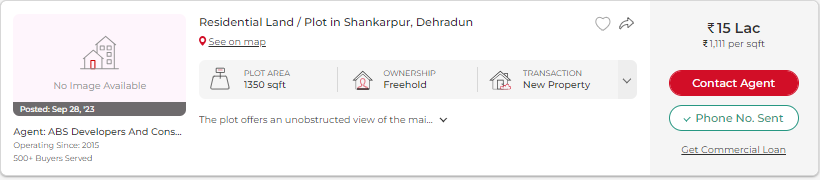 Residential Land / Plot in Shankarpur, Dehradun
See on map
No Image Available
Posted: Sep 28, '23
Agent: ABS Developers And Cons...
Operating Since: 2015
500+ Buyers Served
PLOT AREA
1350 sqft
OWNERSHIP
Freehold
TRANSACTION
New Property
The plot offers an unobstructed view of the mai...
₹15 Lac
₹1,111 per sqft
Contact Agent
Phone No. Sent
Get Commercial Loan